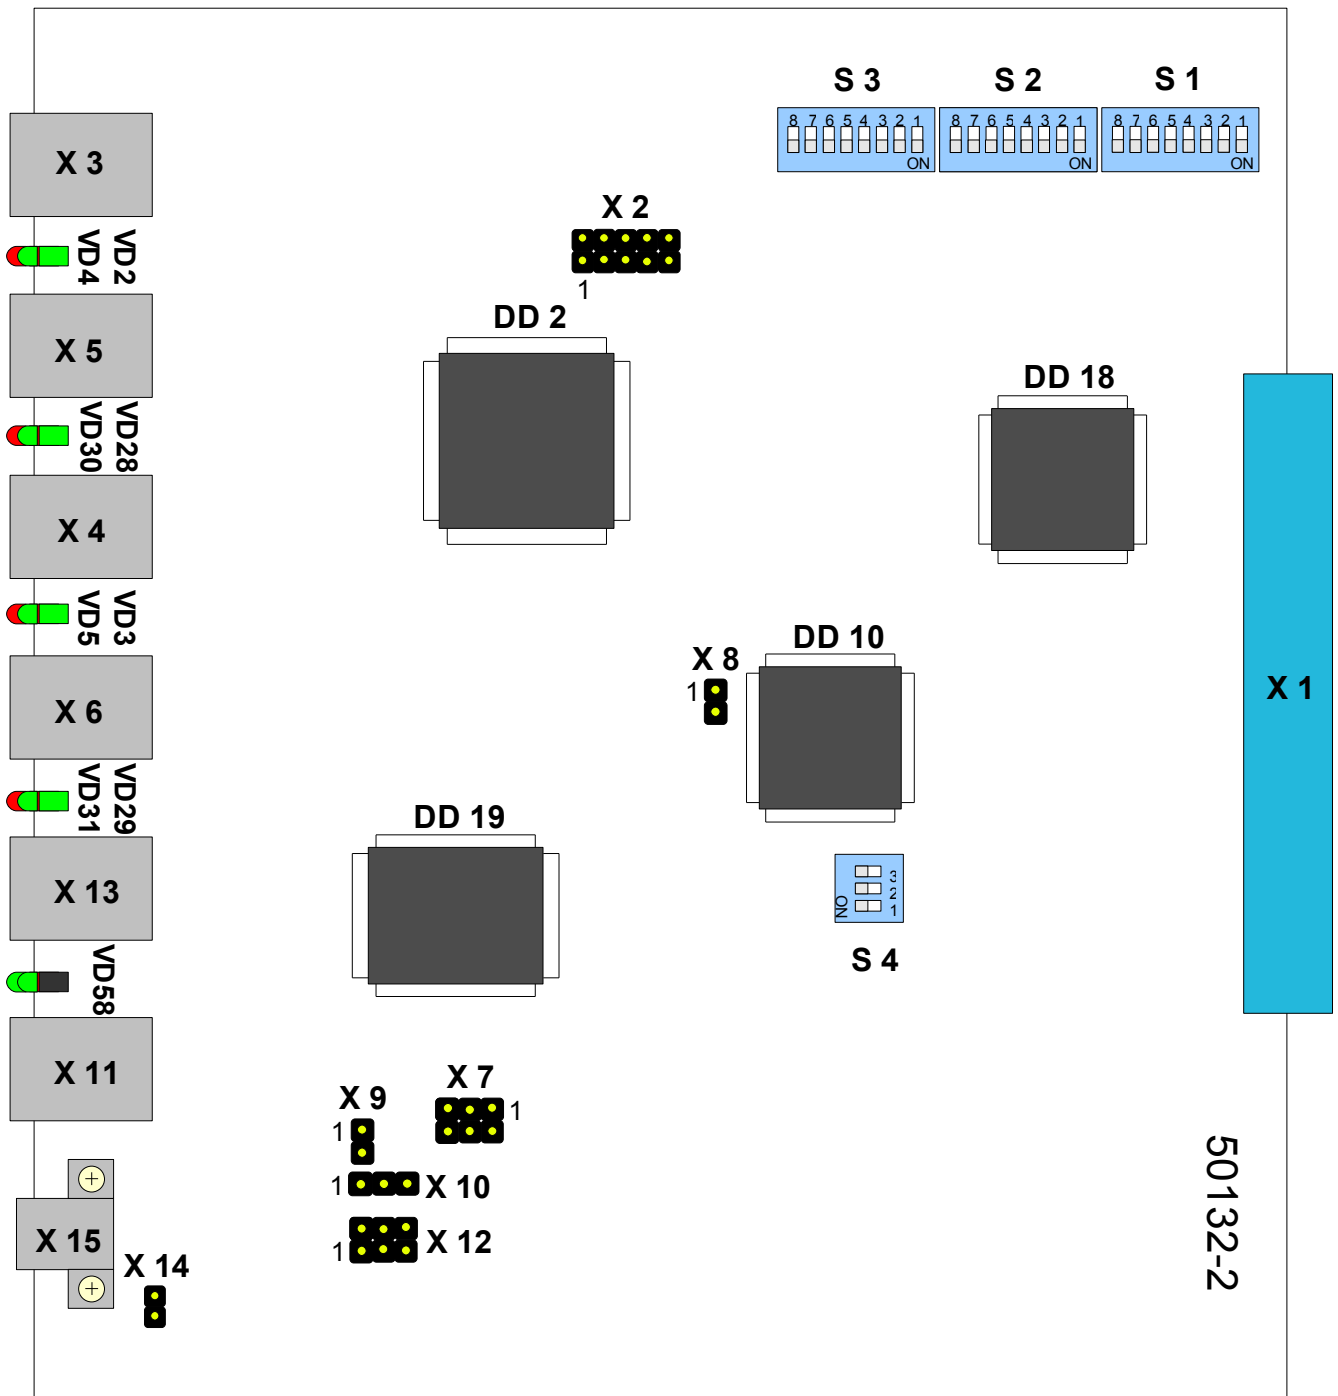 S 3
S 2
S 1
8 7 6 5 4 3 2 1
ON
8 7 6 5 4 3 2 1
ON
8 7 6 5 4 3 2 1
ON
X 3
X 2
1
VD2
VD4
DD 2
X 5
DD 18
VD28
VD30
X 4
VD3
VD5
DD 10
X 8
1
X 1
X 6
VD29
VD31
DD 19
X 13
3
2
1
ON
S 4
VD58
X 11
X 7
1
X 9
1
1
X 10
1
X 12
X 15
X 14
50132-2